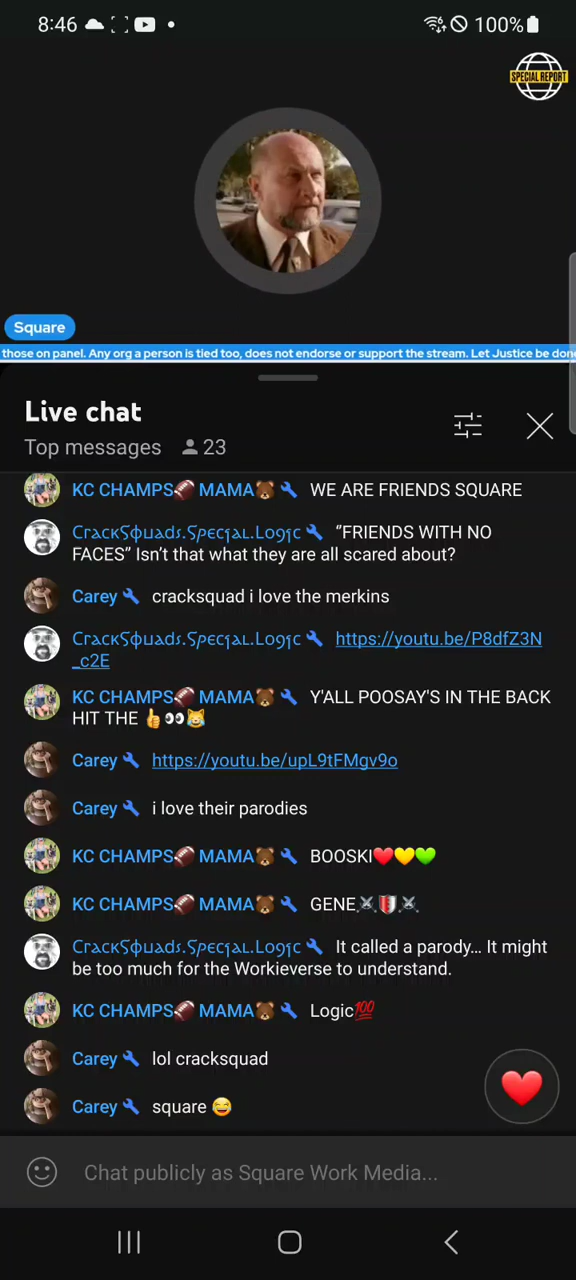 8:46
100%
SPECIAL REPORT
Square
those on panel. Any org a person is tied too, does not endorse or support the stream. Let Justice be done
Live chat
Top messages 23
KC CHAMPS🏈 MAMA🐻 WE ARE FRIENDS SQUARE
CrackSquads.Special.Logic “FRIENDS WITH NO
FACES” Isn’t that what they are all scared about?
Carey cracksquad i love the merkins
CrackSquads.Special.Logic https://youtu.be/P8dfZ3N
_c2E
KC CHAMPS🏈 MAMA🐻 Y'ALL POOSAY'S IN THE BACK
HIT THE 👍👀😹
Carey https://youtu.be/upL9tFMgv9o
Carey i love their parodies
KC CHAMPS🏈 MAMA🐻 BOOSKI❤️💛💚
KC CHAMPS🏈 MAMA🐻 GENE⚔️🛡️⚔️
CrackSquads.Special.Logic It called a parody… It might
be too much for the Workieverse to understand.
KC CHAMPS🏈 MAMA🐻 Logic💯
Carey lol cracksquad
Carey square 😅
Chat publicly as Square Work Media...